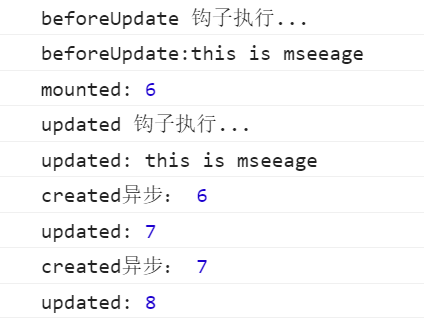 beforeUpdate 钩子执行...
beforeUpdate:this is mseeage
mounted: 6
updated 钩子执行...
updated: this is mseeage
created异步： 6
updated: 7
created异步： 7
updated: 8